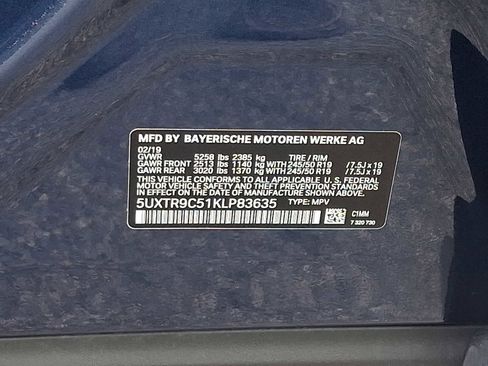 MFD BY BAYERISCHE MOTOREN WERKE AG
02/19
GVWR 5258 lbs 2385 kg TIRE / RIM
GAWR FRONT 2513 lbs 1140 kg WITH 245/50 R19 /7.5J x 19
GAWR REAR 3020 lbs 1370 kg WITH 245/50 R19 /7.5J x 19
THIS VEHICLE CONFORMS TO ALL APPLICABLE U.S. FEDERAL
MOTOR VEHICLE SAFETY, BUMPER, AND THEFT PREVENTION
STANDARDS IN EFFECT ON THE DATE OF MANUFACTURE
SHOWN ABOVE.
5UXTR9C51KLP83635 TYPE: MPV
C1MM
7 320 730